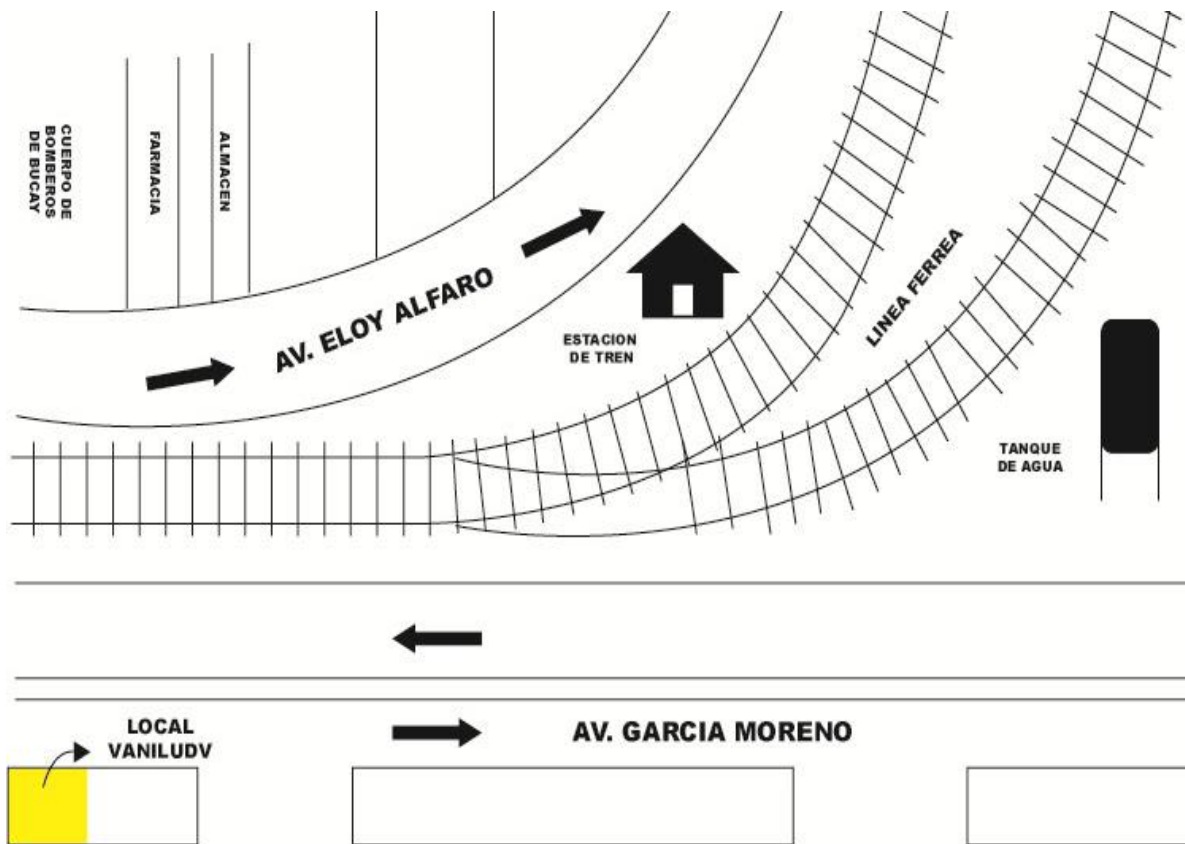 CUERPO DE
BOMBEROS
DE BUCAY
FARMACIA
ALMACEN
AV. ELOY ALFARO
ESTACION
DE TREN
LINEA FERREA
TANQUE
DE AGUA
LOCAL
VANILUDV
AV. GARCIA MORENO